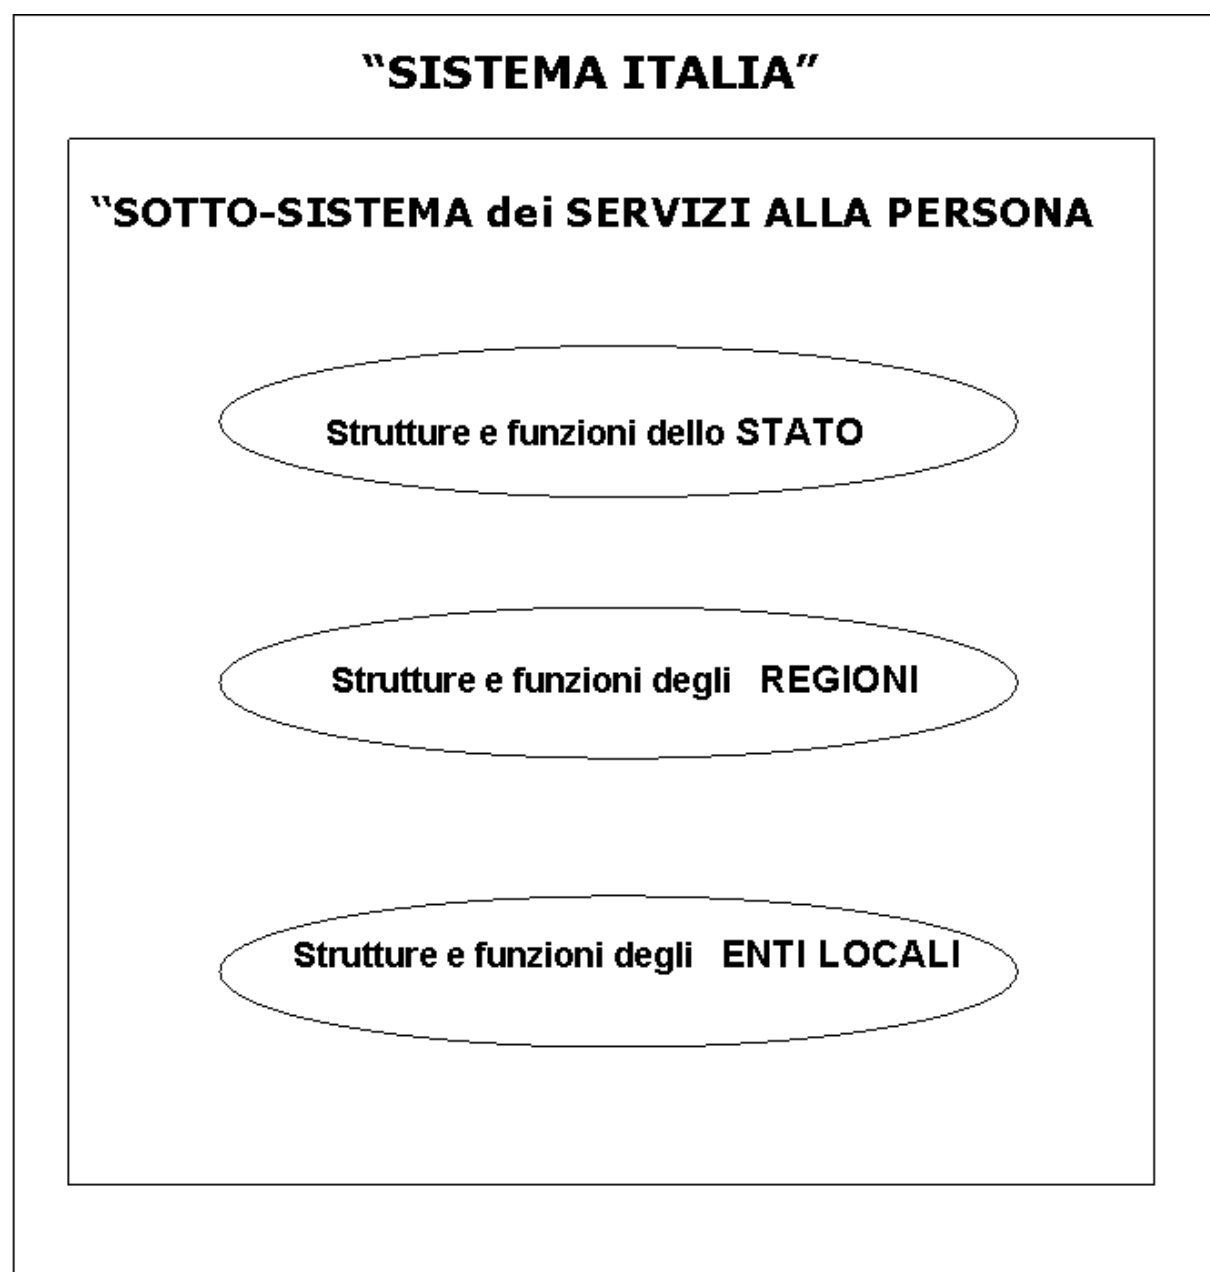 “SISTEMA ITALIA”
“SOTTO-SISTEMA dei SERVIZI ALLA PERSONA
Strutture e funzioni dello STATO
Strutture e funzioni degli REGIONI
Strutture e funzioni degli ENTI LOCALI